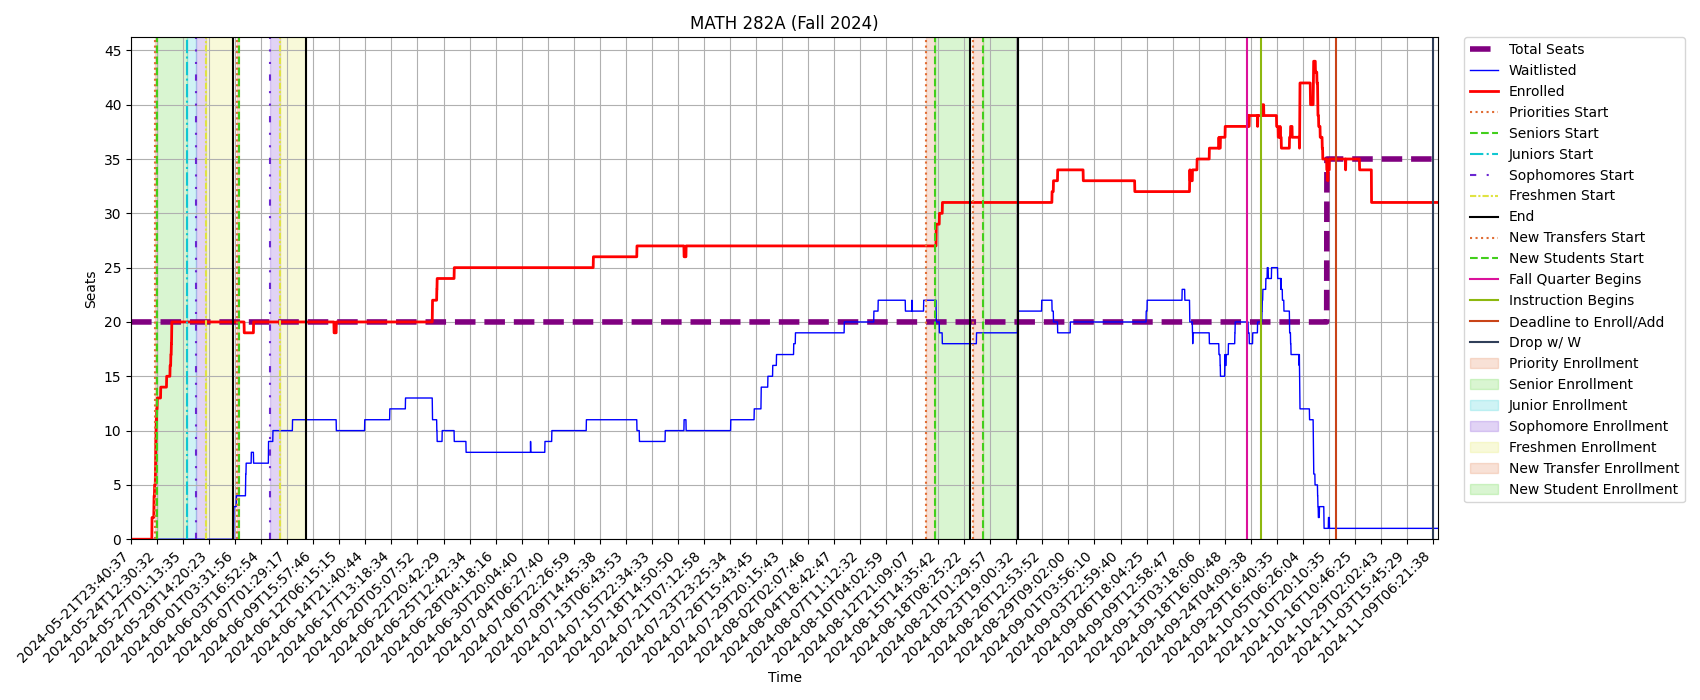 MATH 282A (Fall 2024)
45
40
35
30
25
20
15
10
5
0
Seats
2024-05-21T23:40:37
2024-05-24T12:30:32
2024-05-27T01:13:35
2024-05-29T14:20:23
2024-06-01T03:31:56
2024-06-03T16:52:54
2024-06-07T01:29:17
2024-06-09T15:57:46
2024-06-12T06:15:15
2024-06-14T21:40:44
2024-06-17T13:18:34
2024-06-20T05:07:52
2024-06-22T20:42:29
2024-06-25T12:42:34
2024-06-28T04:18:16
2024-06-30T20:04:40
2024-07-04T06:27:40
2024-07-06T22:26:59
2024-07-09T14:45:38
2024-07-13T06:43:53
2024-07-15T22:34:33
2024-07-18T14:50:50
2024-07-21T07:12:58
2024-07-23T23:25:34
2024-07-26T15:43:45
2024-07-29T20:15:43
2024-08-02T02:07:46
2024-08-04T18:42:47
2024-08-07T11:12:32
2024-08-10T04:02:59
2024-08-12T21:09:07
2024-08-15T14:35:42
2024-08-18T08:25:22
2024-08-21T01:29:57
2024-08-23T19:00:32
2024-08-26T12:53:52
2024-08-29T09:02:00
2024-09-01T03:56:10
2024-09-03T22:59:40
2024-09-06T18:04:25
2024-09-09T12:58:47
2024-09-13T03:18:06
2024-09-18T16:00:48
2024-09-24T04:09:38
2024-09-29T16:40:35
2024-10-05T06:26:04
2024-10-10T20:10:35
2024-10-16T10:46:25
2024-10-29T02:02:43
2024-11-03T15:45:29
2024-11-09T06:21:38
Time
Total Seats
Waitlisted
Enrolled
Priorities Start
Seniors Start
Juniors Start
Sophomores Start
Freshmen Start
End
New Transfers Start
New Students Start
Fall Quarter Begins
Instruction Begins
Deadline to Enroll/Add
Drop w/ W
Priority Enrollment
Senior Enrollment
Junior Enrollment
Sophomore Enrollment
Freshmen Enrollment
New Transfer Enrollment
New Student Enrollment